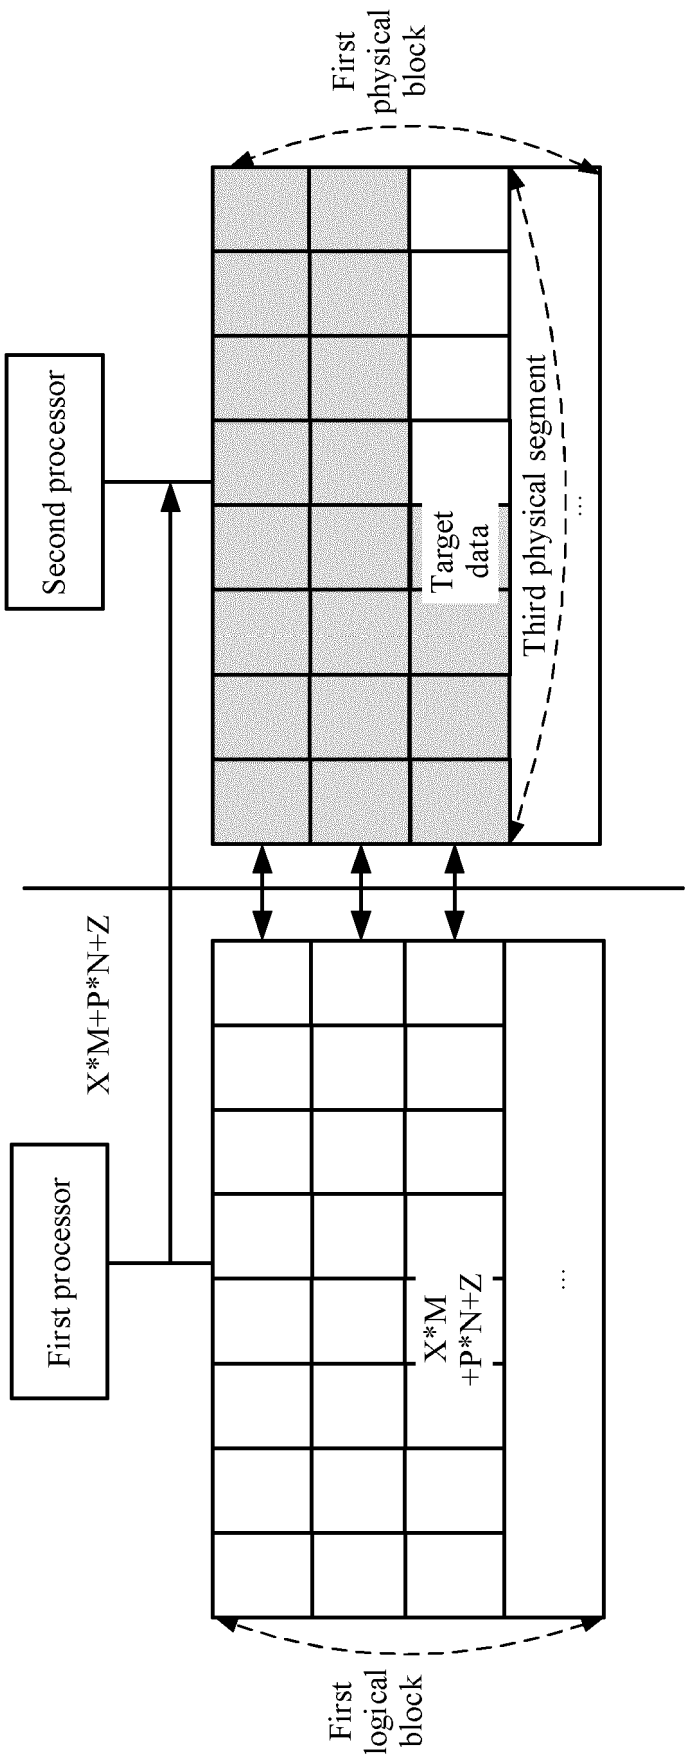 First processor
X*M+P*N+Z
Second processor
First
logical
block
X*M
+P*N+Z
...
Target
data
Third physical segment
...
First
physical
block